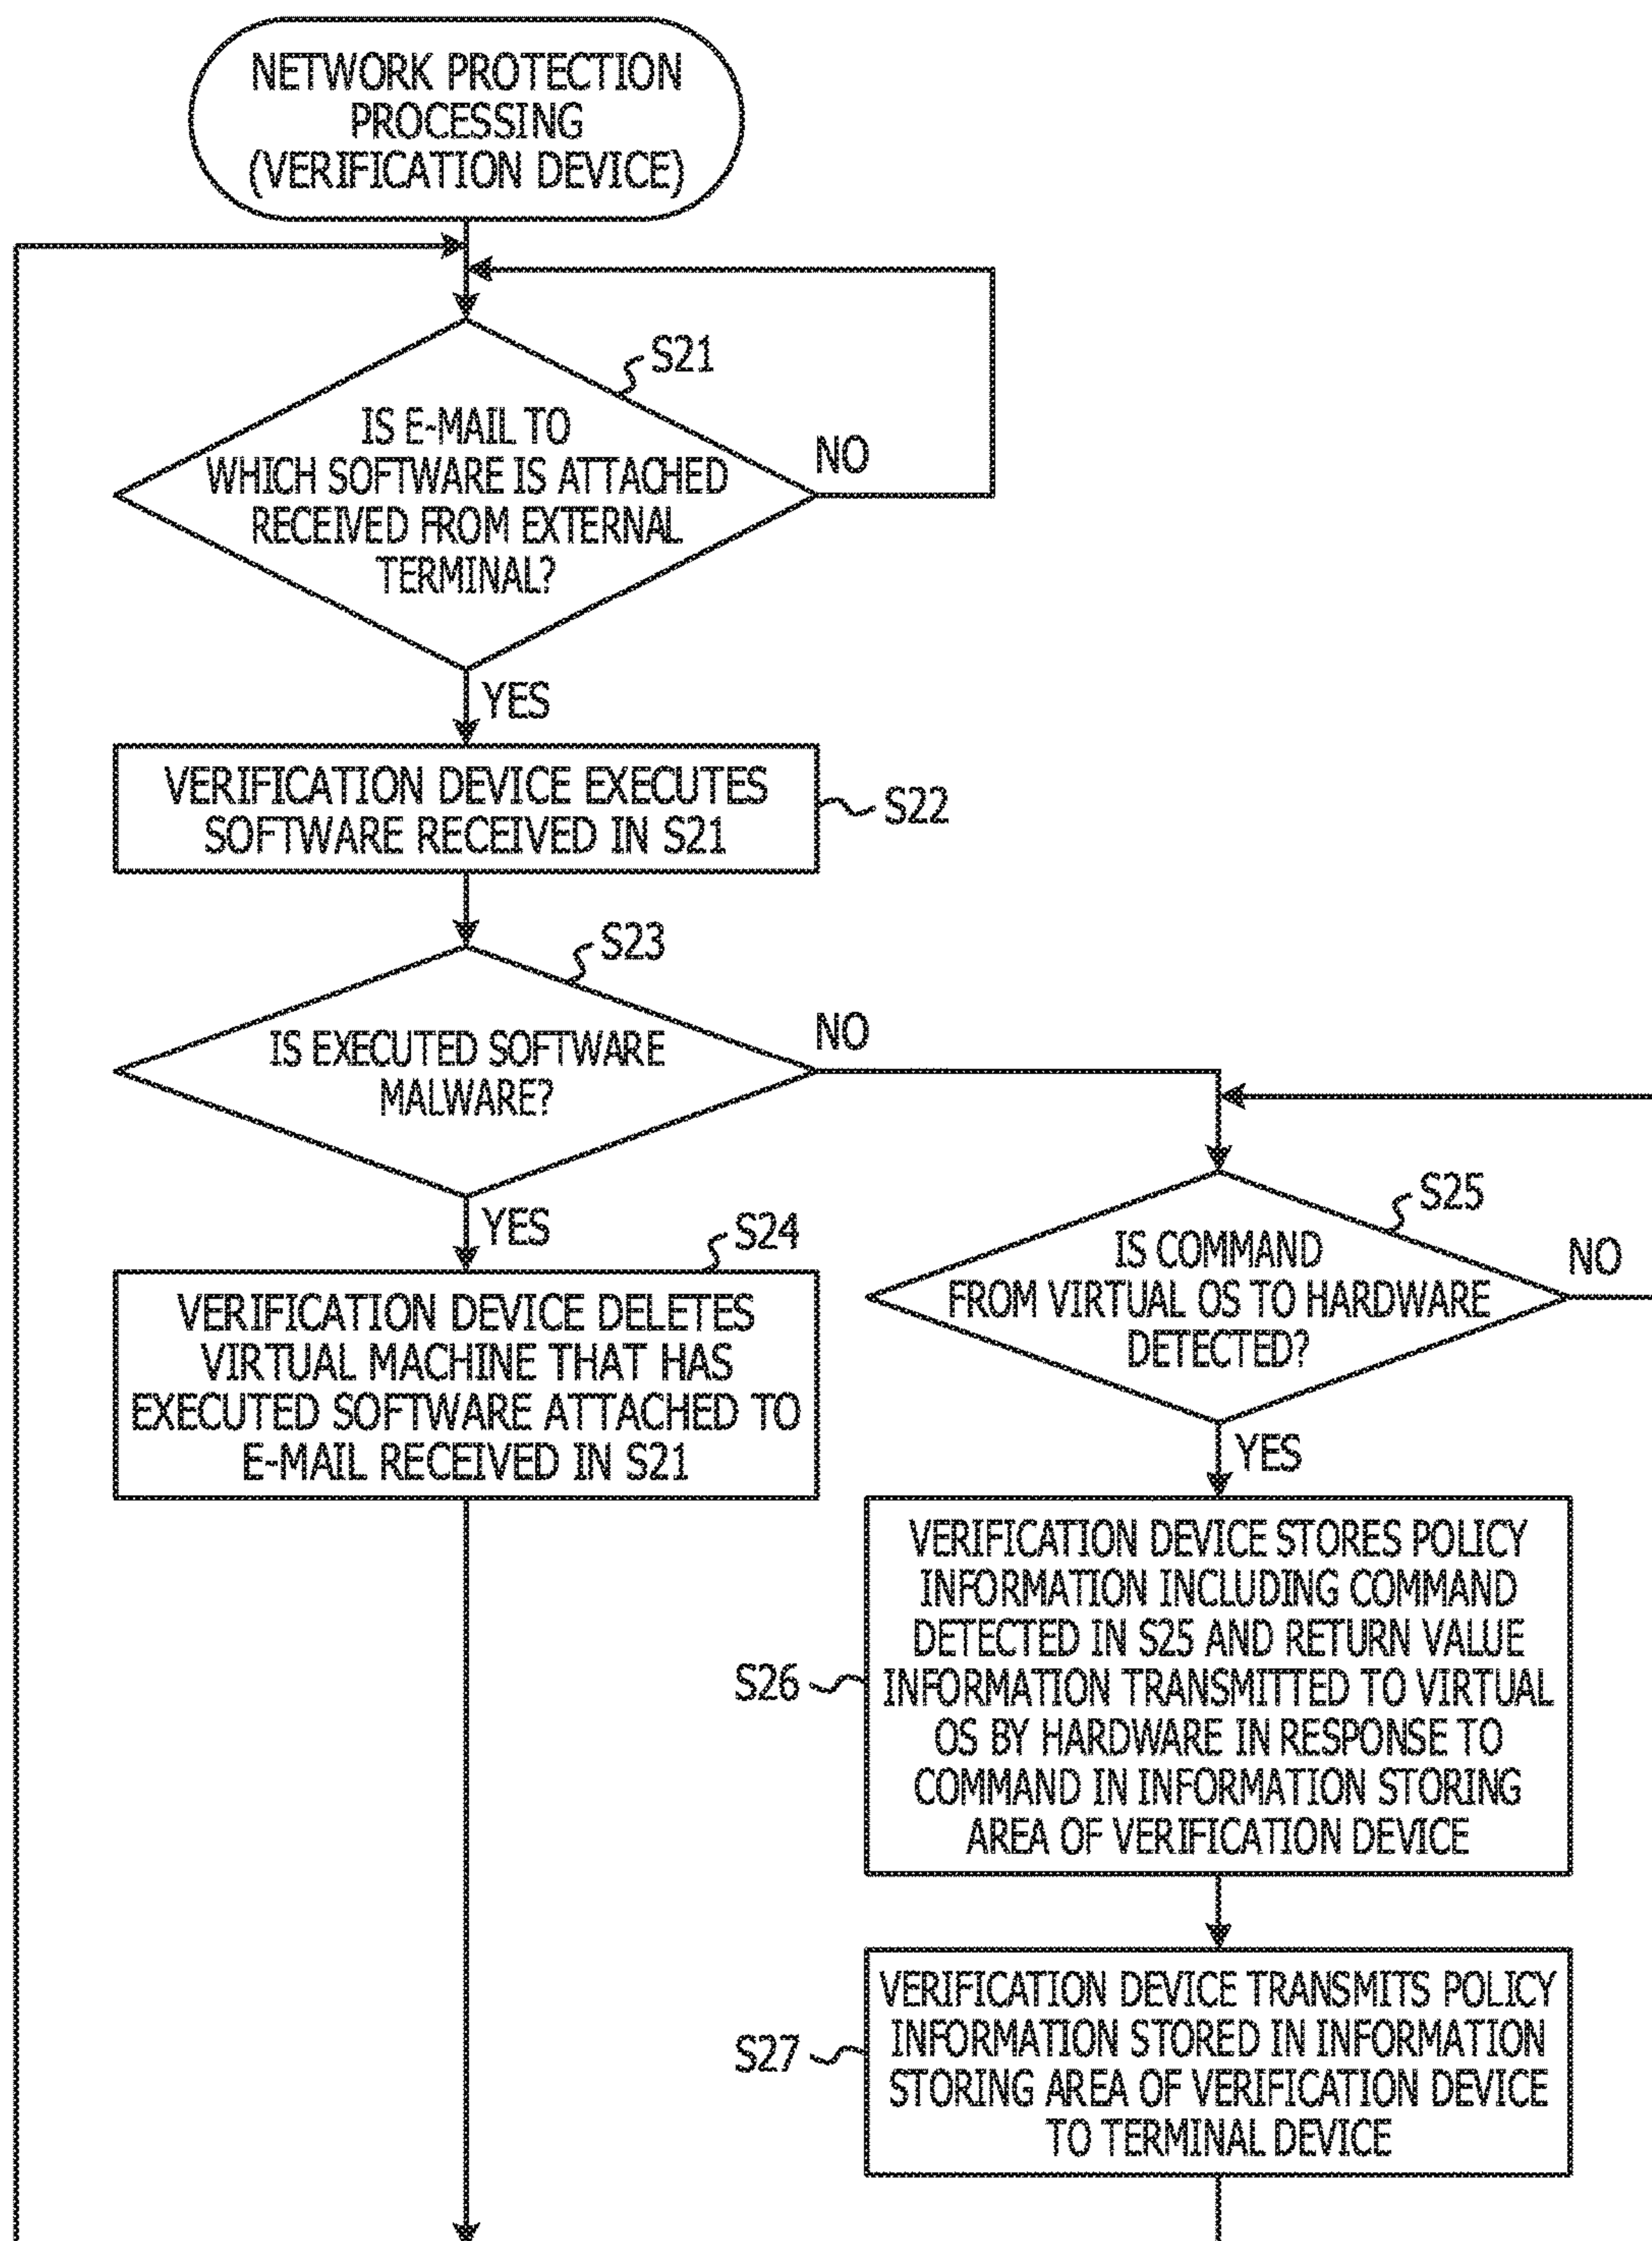 NETWORK PROTECTION
PROCESSING
(VERIFICATION DEVICE)
S21
IS E-MAIL TO
WHICH SOFTWARE IS ATTACHED
RECEIVED FROM EXTERNAL
TERMINAL?
NO
YES
VERIFICATION DEVICE EXECUTES
SOFTWARE RECEIVED IN S21
S22
S23
IS EXECUTED SOFTWARE
MALWARE?
NO
YES
S24
VERIFICATION DEVICE DELETES
VIRTUAL MACHINE THAT HAS
EXECUTED SOFTWARE ATTACHED TO
E-MAIL RECEIVED IN S21
S25
IS COMMAND
FROM VIRTUAL OS TO HARDWARE
DETECTED?
NO
YES
S26
VERIFICATION DEVICE STORES POLICY
INFORMATION INCLUDING COMMAND
DETECTED IN S25 AND RETURN VALUE
INFORMATION TRANSMITTED TO VIRTUAL
OS BY HARDWARE IN RESPONSE TO
COMMAND IN INFORMATION STORING
AREA OF VERIFICATION DEVICE
S27
VERIFICATION DEVICE TRANSMITS POLICY
INFORMATION STORED IN INFORMATION
STORING AREA OF VERIFICATION DEVICE
TO TERMINAL DEVICE